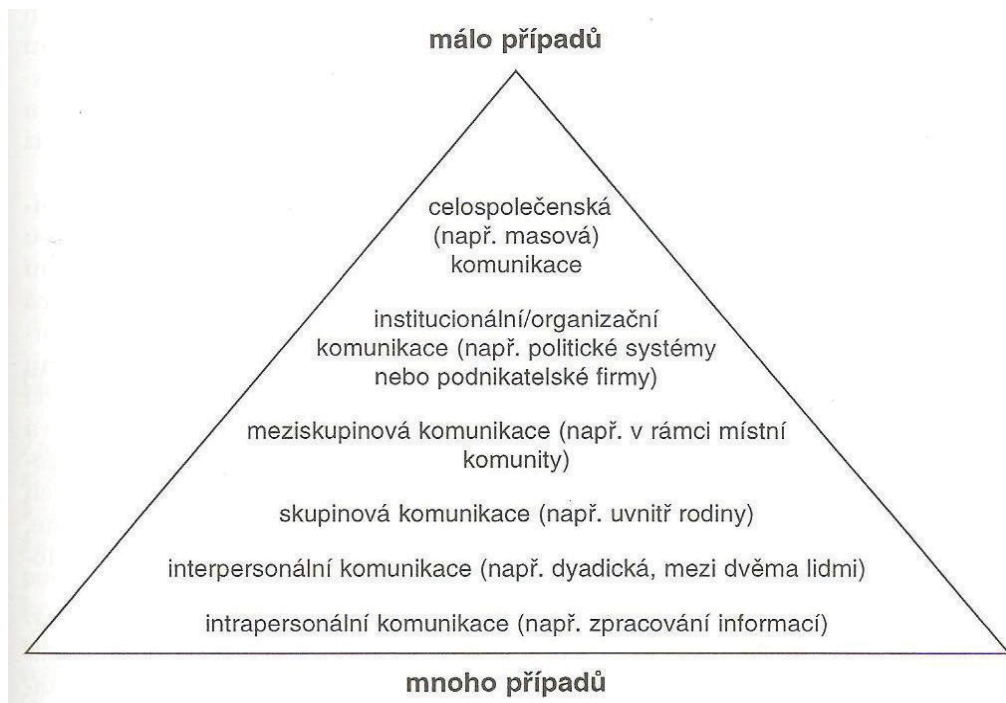 málo případů
celospolečenská
(např. masová)
komunikace
institucionální/organizační
komunikace (např. politické systémy
nebo podnikatelské firmy)
meziskupinová komunikace (např. v rámci místní
komunity)
skupinová komunikace (např. uvnitř rodiny)
interpersonální komunikace (např. dyadická, mezi dvěma lidmi)
intrapersonální komunikace (např. zpracování informací)
mnoho případů